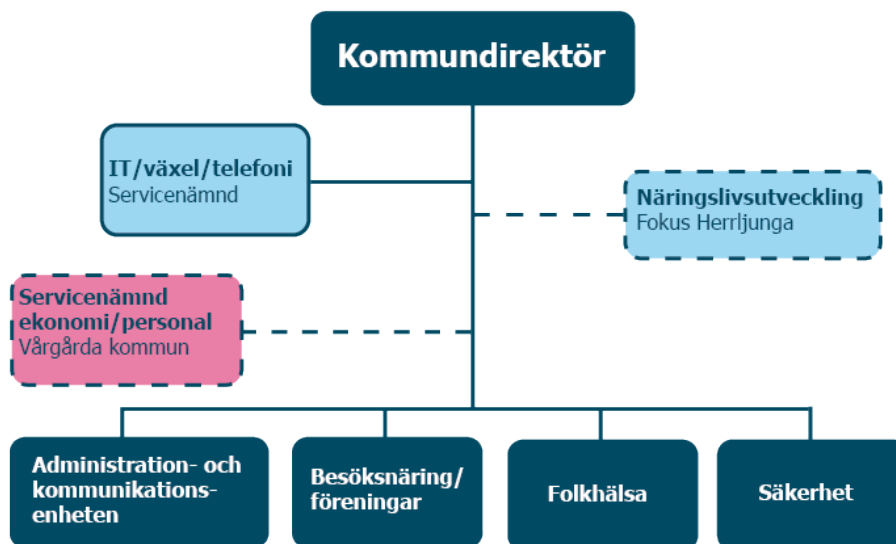 Kommundirektör
IT/växel/telefoni
Servicenämnd
Näringslivsutveckling
Fokus Herrljunga
Servicenämnd
ekonomi/personal
Vårgårda kommun
Administration- och
kommunikations-
enheten
Besöksnäring/
föreningar
Folkhälsa
Säkerhet